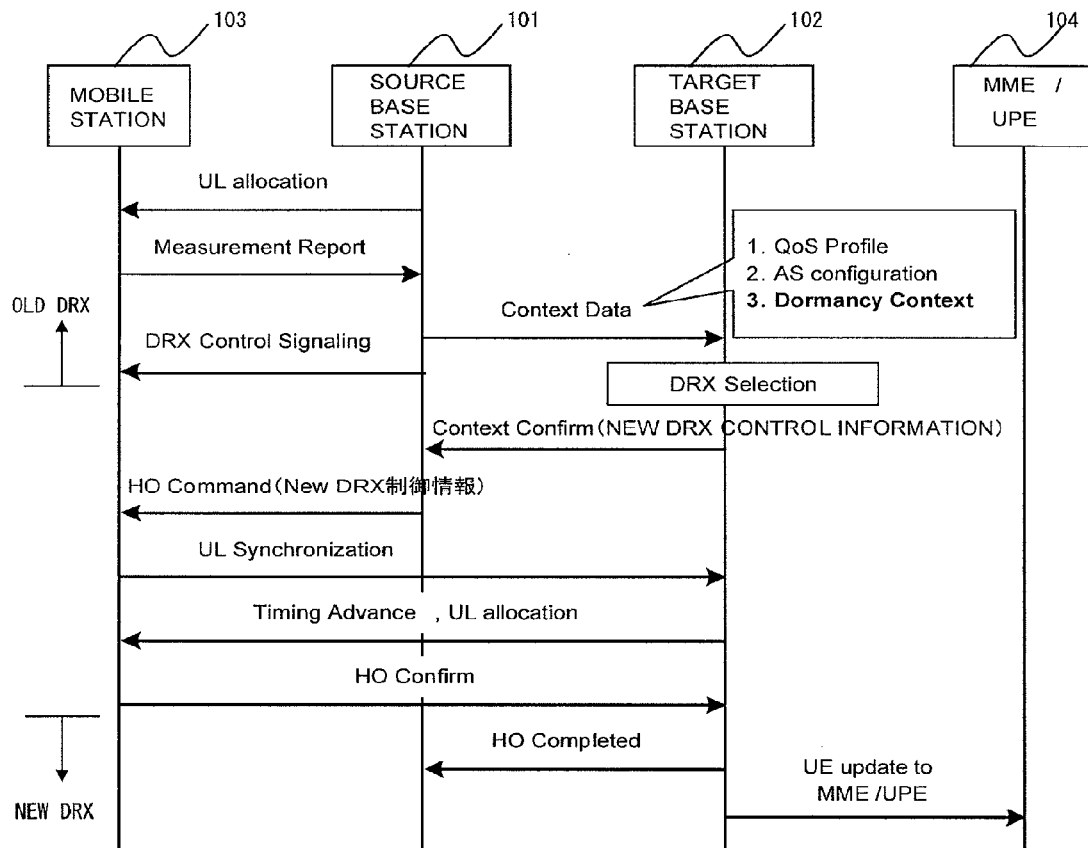 103
101
102
104
MOBILE
STATION
SOURCE
BASE
STATION
TARGET
BASE
STATION
MME /
UPE
UL allocation
Measurement Report
1. QoS Profile
2. AS configuration
3. Dormancy Context
OLD DRX
Context Data
DRX Control Signaling
DRX Selection
Context Confirm(NEW DRX CONTROL INFORMATION)
HO Command(New DRX制御情報)
UL Synchronization
Timing Advance , UL allocation
HO Confirm
HO Completed
UE update to
MME /UPE
NEW DRX